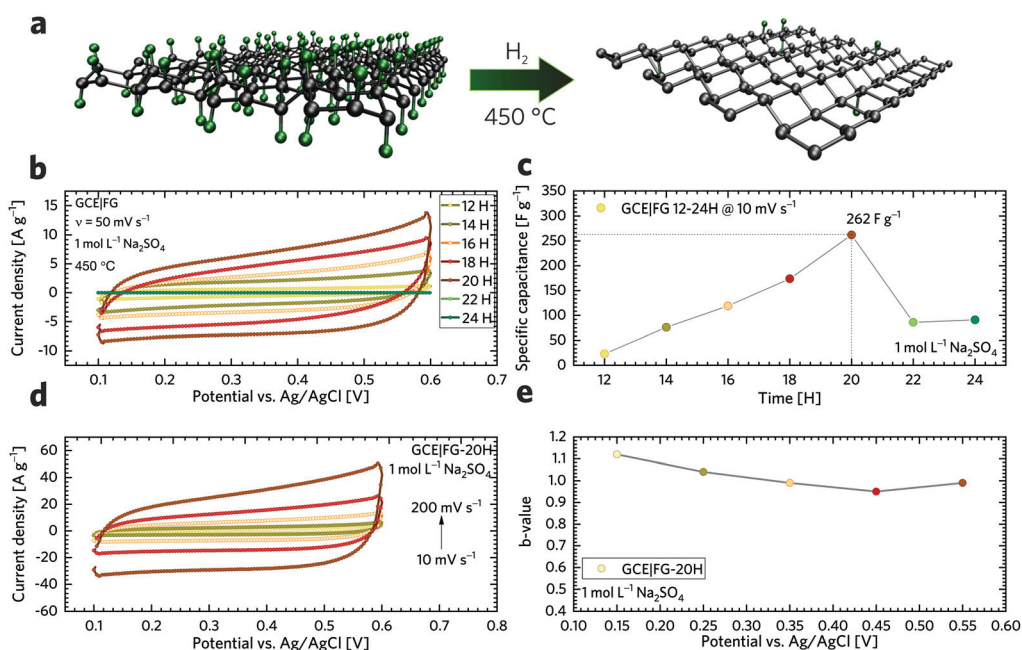 a
H₂
450 °C
b
GCE|FG
ν = 50 mV s⁻¹
1 mol L⁻¹ Na₂SO₄
450 °C
12 H
14 H
16 H
18 H
20 H
22 H
24 H
Current density [A g⁻¹]
15
10
5
0
-5
-10
0.1 0.2 0.3 0.4 0.5 0.6 0.7 0.8
Potential vs. Ag/AgCl [V]
c
GCE|FG 12-24H @ 10 mV s⁻¹
262 F g⁻¹
1 mol L⁻¹ Na₂SO₄
Specific capacitance [F g⁻¹]
350
300
250
200
150
100
50
0
12 14 16 18 20 22 24
Time [H]
d
GCE|FG-20H
1 mol L⁻¹ Na₂SO₄
200 mV s⁻¹
10 mV s⁻¹
Current density [A g⁻¹]
60
40
20
0
-20
-40
-60
0.1 0.2 0.3 0.4 0.5 0.6 0.7 0.8
Potential vs. Ag/AgCl [V]
e
b-value
1.2
1.1
1.0
0.9
0.8
0.7
0.6
0.5
0.4
GCE|FG-20H
1 mol L⁻¹ Na₂SO₄
0.10 0.15 0.20 0.25 0.30 0.35 0.40 0.45 0.50 0.55 0.60
Potential vs. Ag/AgCl [V]